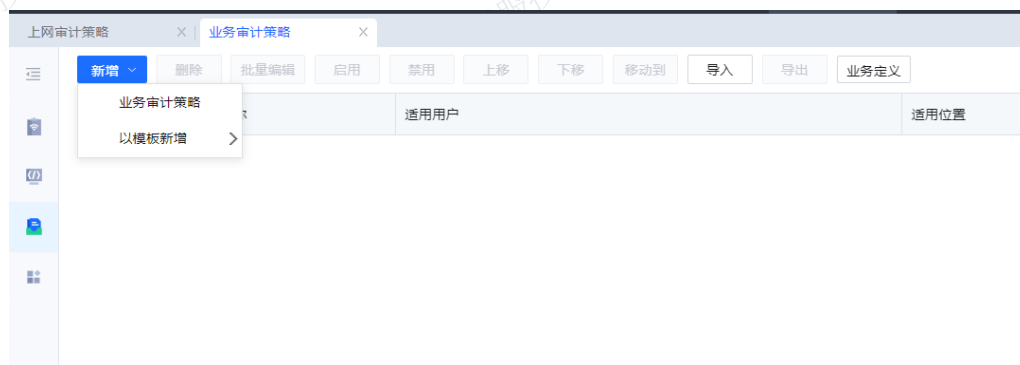 上网审计策略 业务审计策略
新增 删除 批量编辑 启用 禁用 上移 下移 移动到 导入 导出 业务定义
业务审计策略
适用用户 适用位置
以模板新增